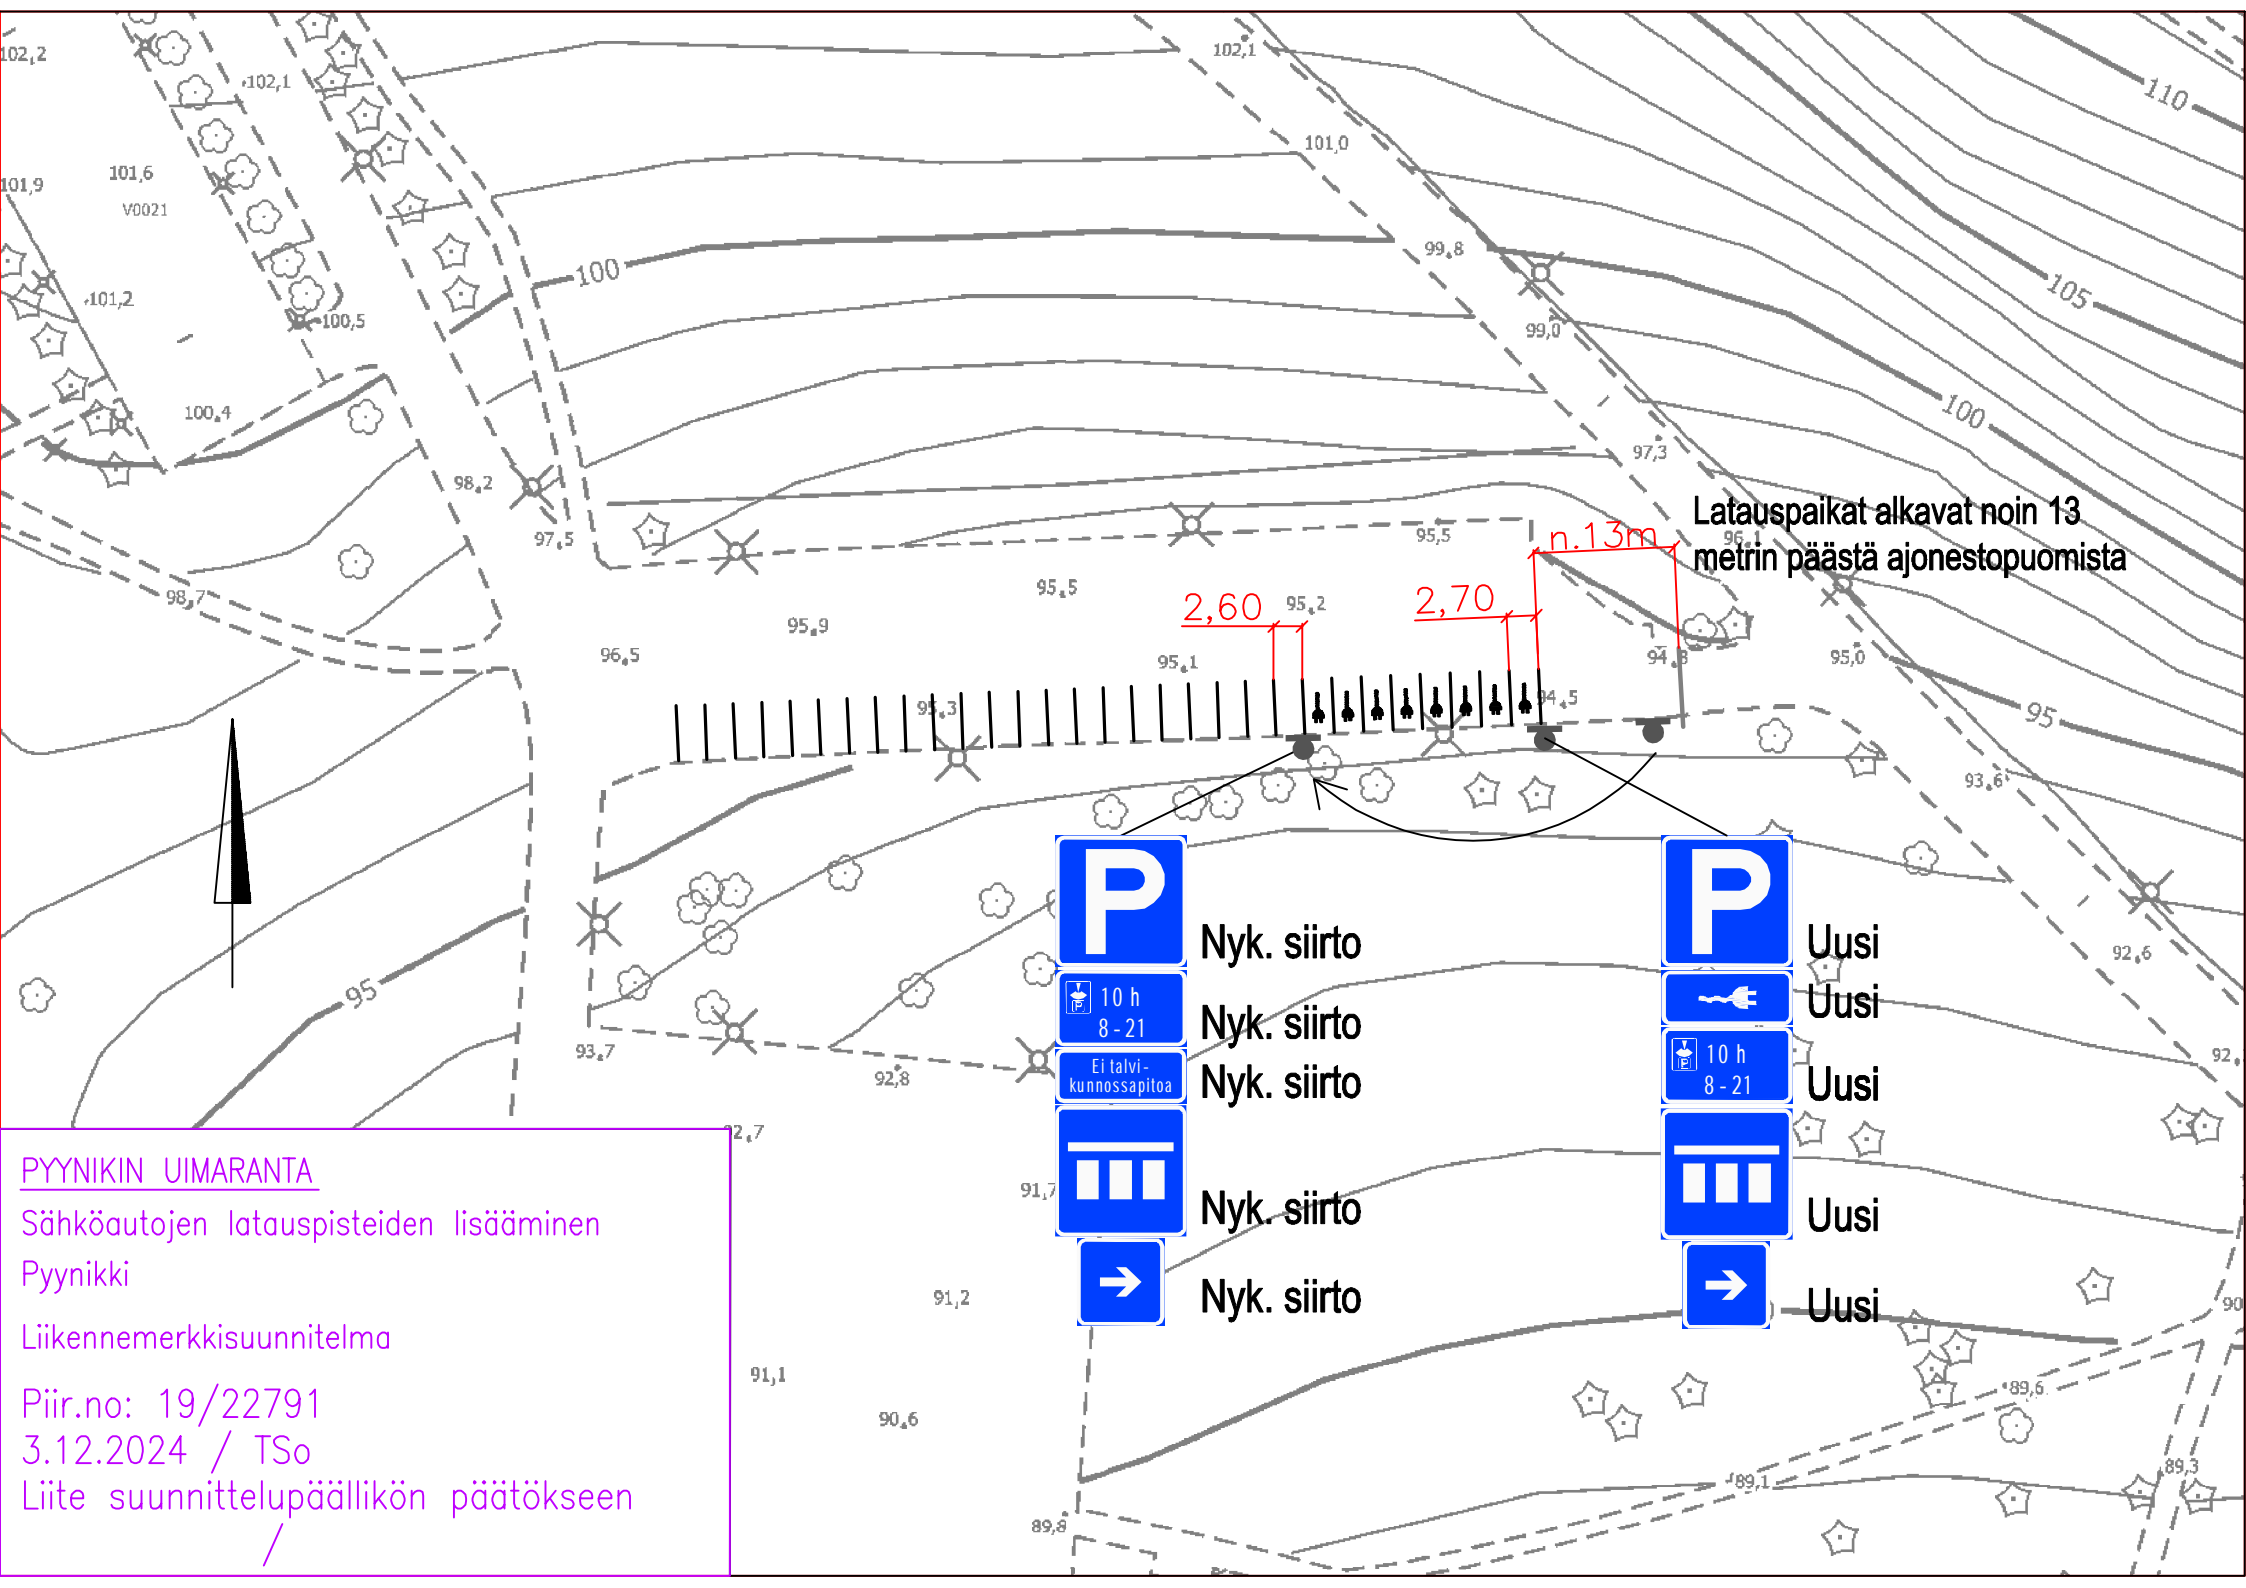 102,2
102,1
102,1
110
101,0
101,6
101,9
V0021
99,8
100
105
101,2
100,5
99,0
100
100,4
97,3
98,2
97,5
95,5
n.13m
96,1
Latauspaikat alkavat noin 13
metrin päästä ajonestopuomista
98,7
95,5
2,60
95,2
2,70
95,9
96,5
95,1
94,8
95,0
95,3
94,5
95
93,6
Nyk. siirto
Uusi
92,6
10 h
8 - 21
Nyk. siirto
Uusi
95
10 h
8 - 21
Uusi
93,7
92,8
Ei talvi-
kunnossapitoa
Nyk. siirto
92,
92,7
91,7
Nyk. siirto
Uusi
91,2
Nyk. siirto
Uusi
90
91,1
90,6
89,6
89,1
89,3
89,8
PYYNIKIN UIMARANTA
Sähköautojen latauspisteiden lisääminen
Pyynikki
Liikennemerkkisuunnitelma
Piir.no: 19/22791
3.12.2024 / TSo
Liite suunnittelupäällikön päätökseen
/